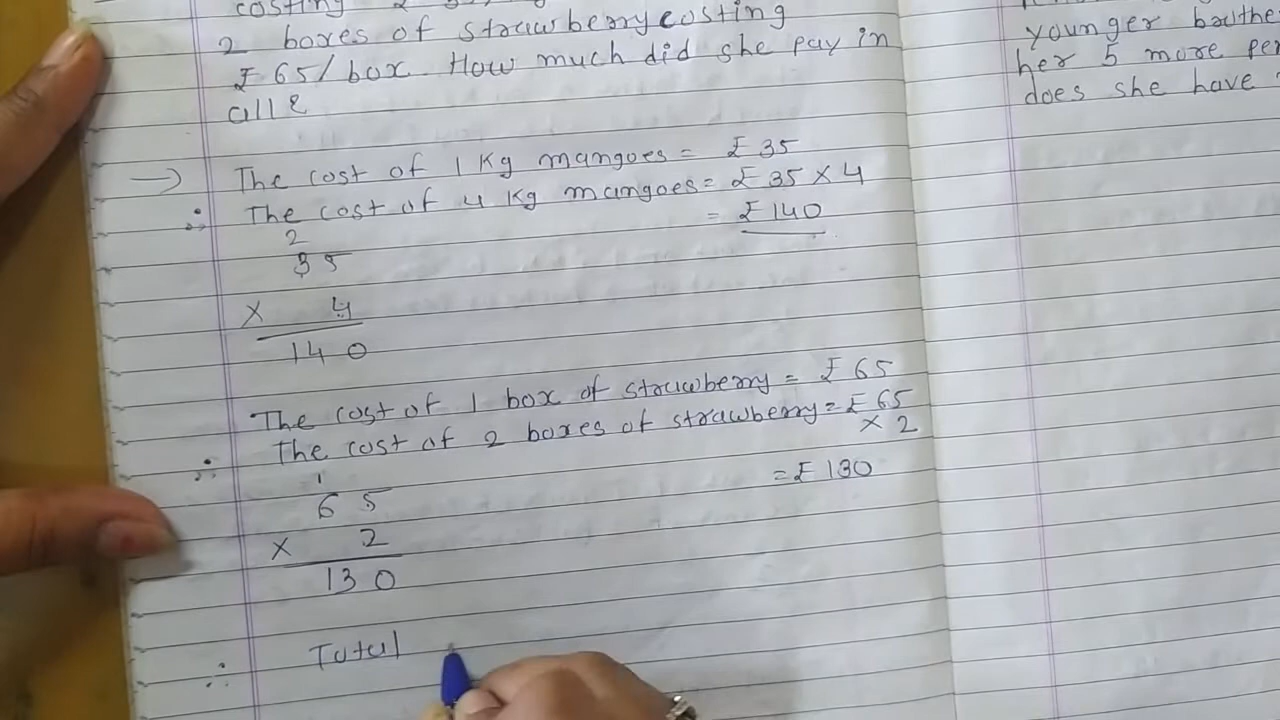 costing
2 boxes of strawberry costing
₹ 65/ box. How much did she pay in
all?
→ The cost of 1 Kg mangoes = ₹ 35
∴ The cost of 4 Kg mangoes = ₹ 35 × 4
= ₹ 140
2
35
× 4
140
The cost of 1 box of strawberry = ₹ 65
∴ The cost of 2 boxes of strawberry = ₹ 65
× 2
= ₹ 130
1
65
× 2
130
∴ Total
younger
her 5 more
does she have